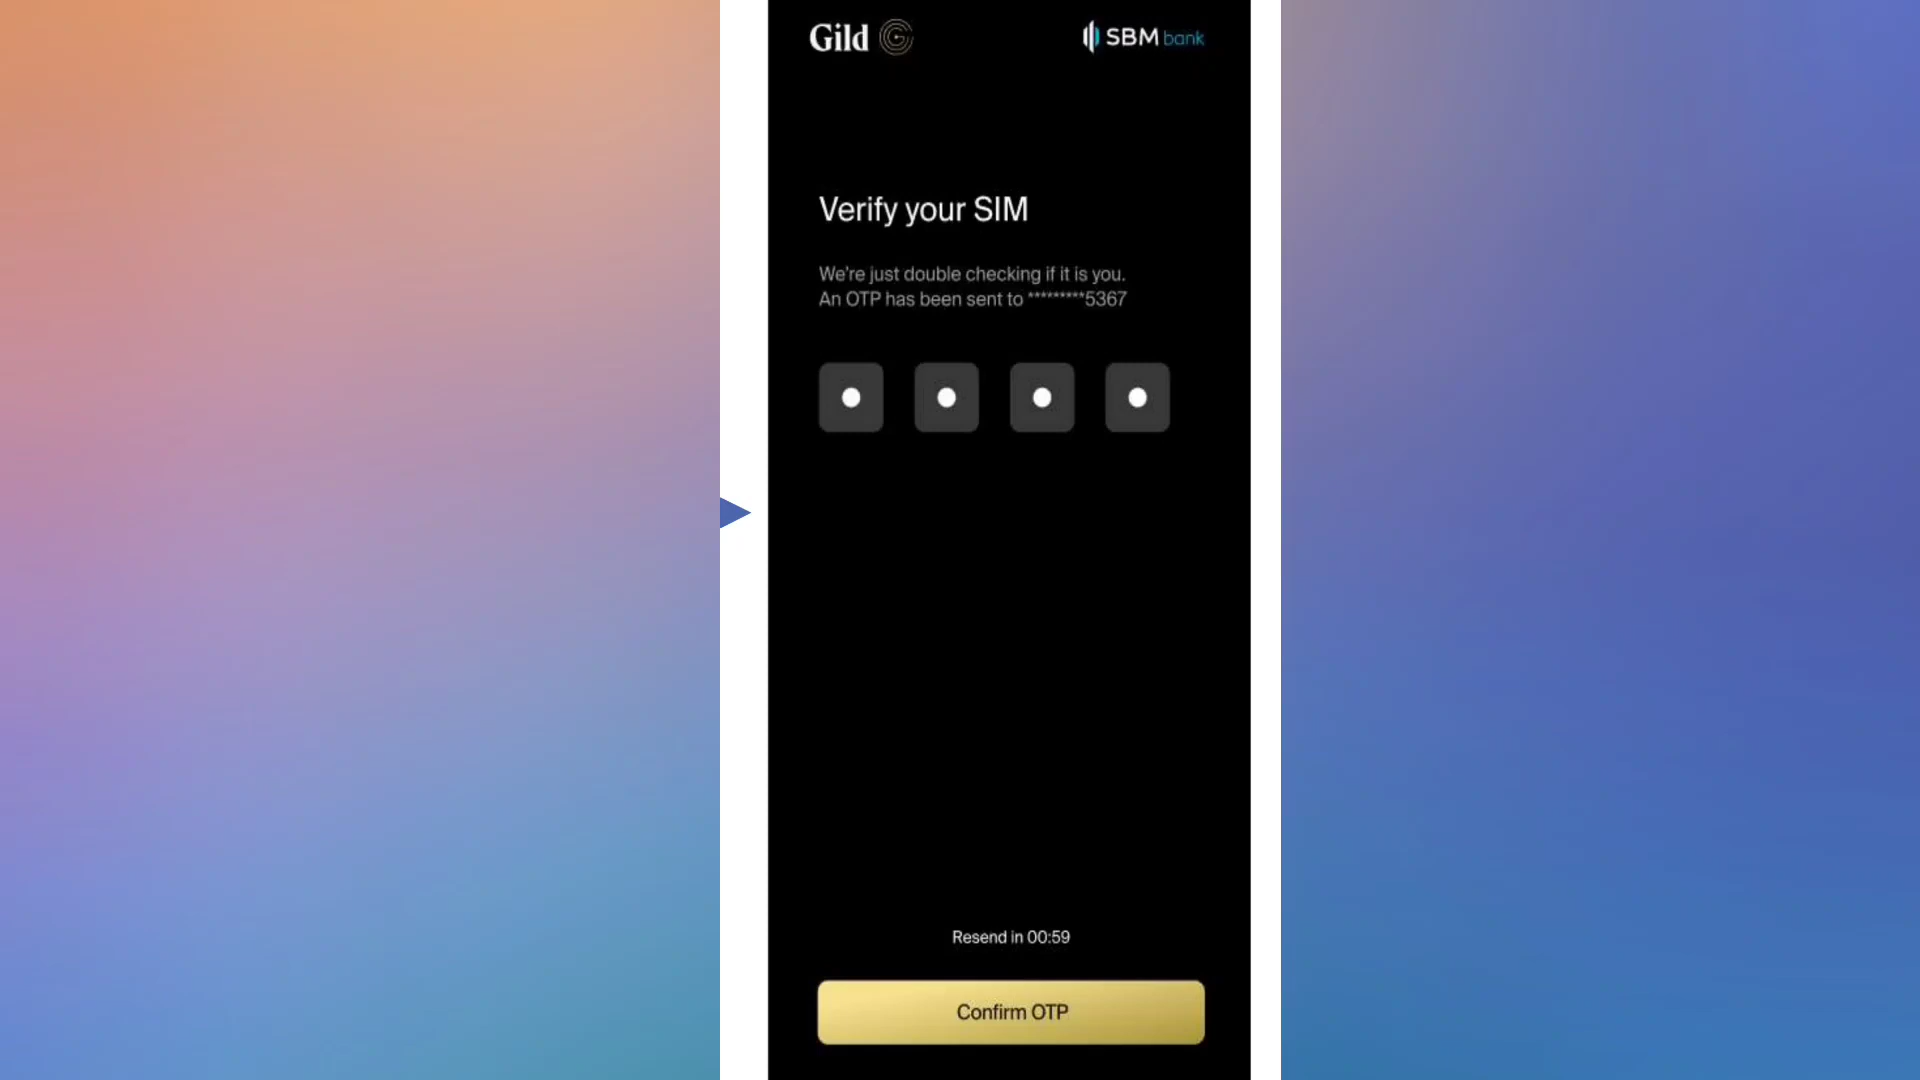 Gild
SBM bank
Verify your SIM
We're just double checking if it is you.
An OTP has been sent to *********5367
Resend in 00:59
Confirm OTP